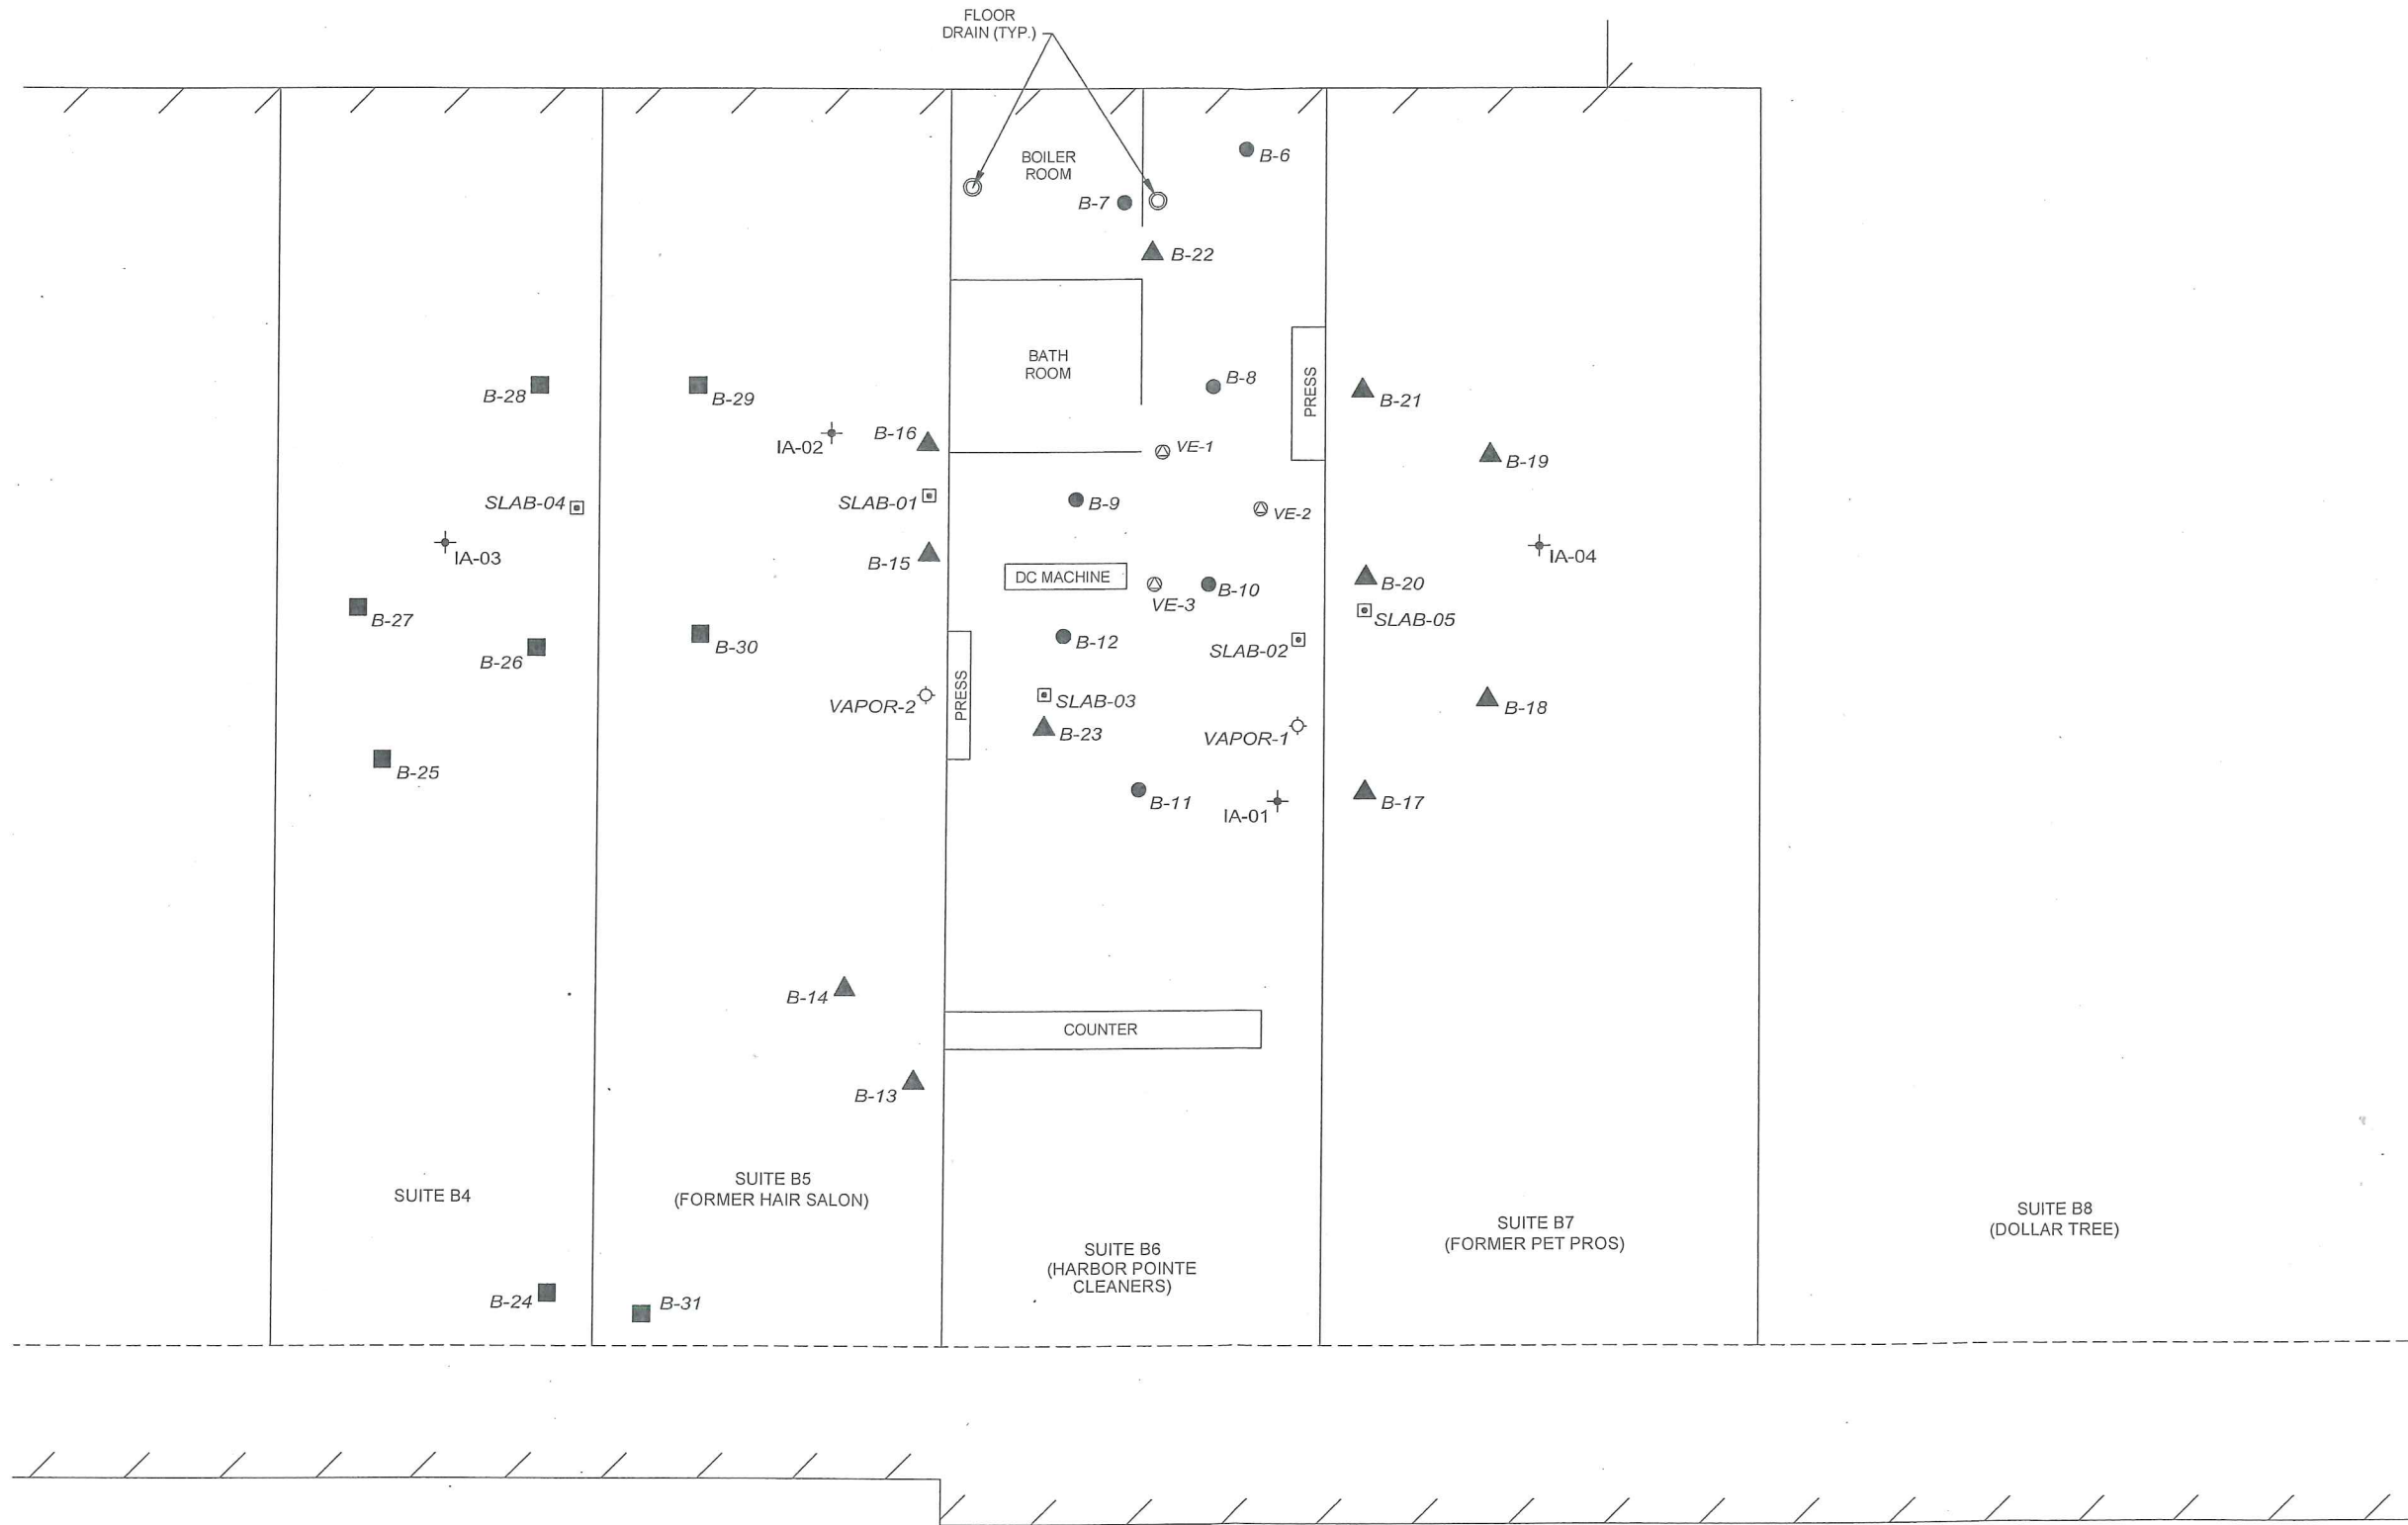 FLOOR
DRAIN (TYP.)
BOILER
ROOM
B-6
B-7
B-22
BATH
ROOM
PRESS
B-8
B-28
B-29
B-21
IA-02
B-16
VE-1
B-19
SLAB-04
SLAB-01
B-9
VE-2
IA-03
B-15
DC MACHINE
IA-04
VE-3
B-10
B-20
B-27
SLAB-05
B-26
B-30
B-12
SLAB-02
VAPOR-2
PRESS
SLAB-03
B-18
B-23
VAPOR-1
B-25
B-11
IA-01
B-17
B-14
COUNTER
B-13
SUITE B4
SUITE B5
(FORMER HAIR SALON)
SUITE B6
(HARBOR POINTE
CLEANERS)
SUITE B7
(FORMER PET PROS)
SUITE B8
(DOLLAR TREE)
B-24
B-31